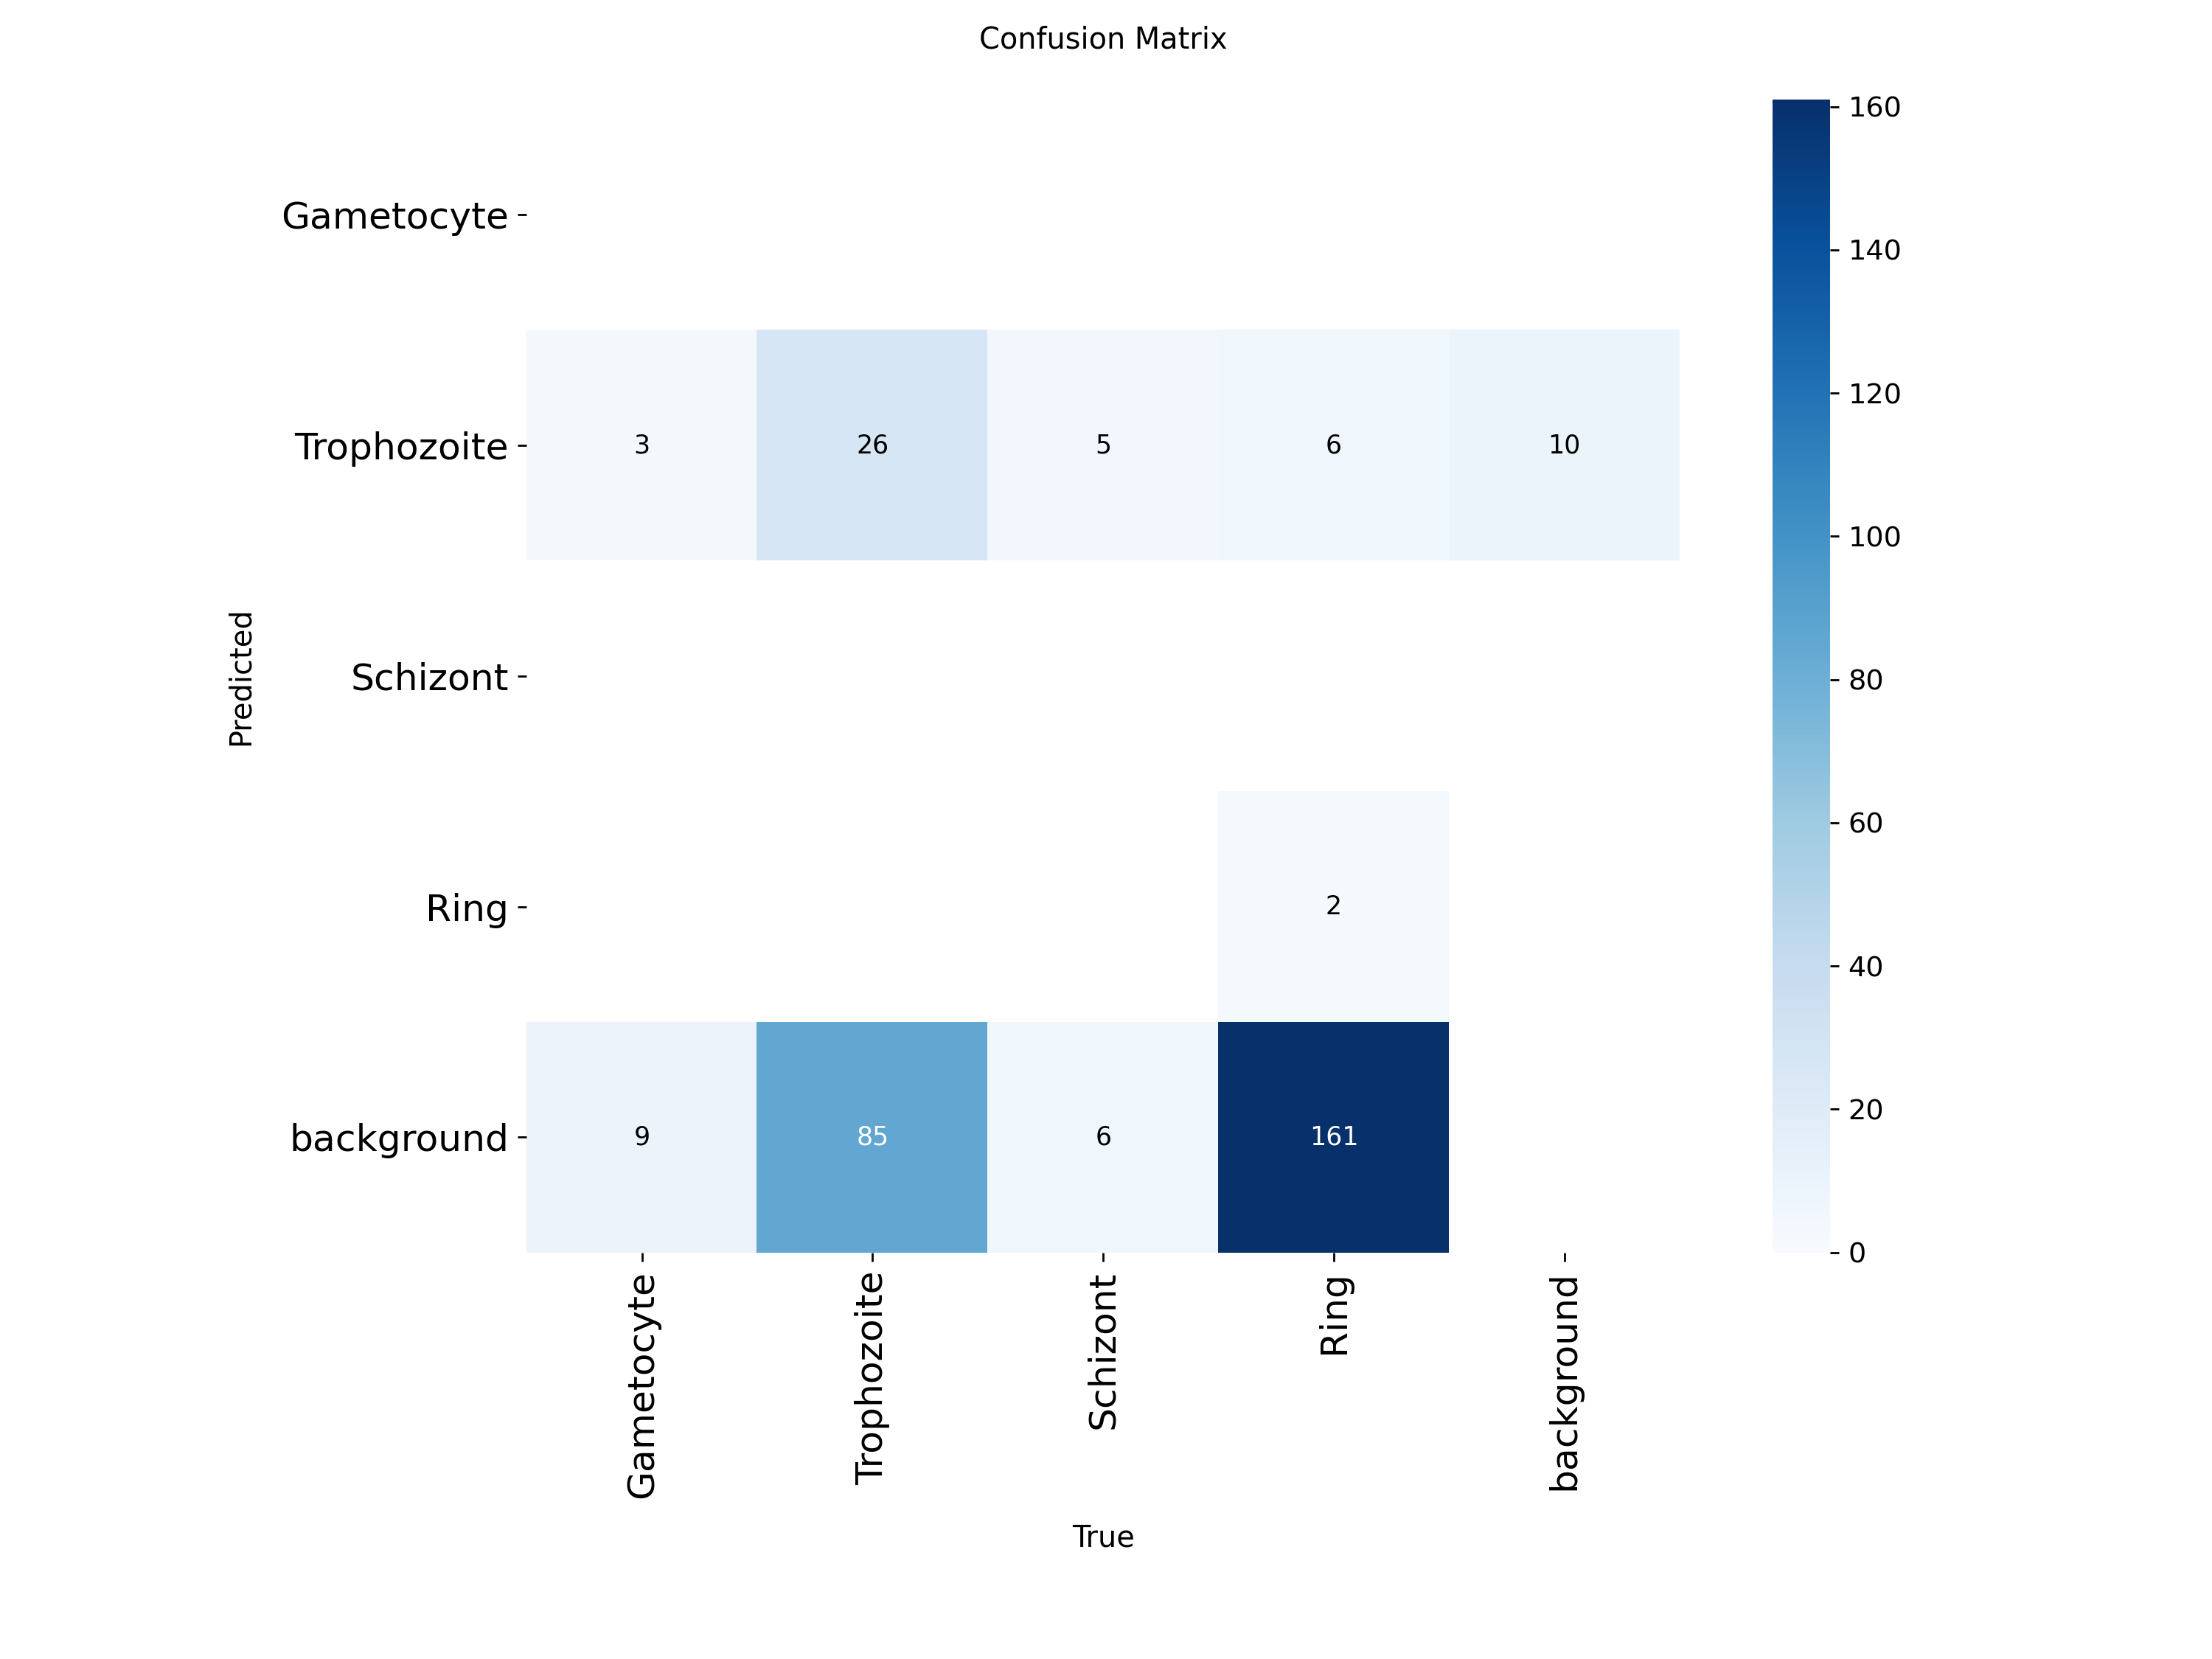 Confusion Matrix
Gametocyte
Trophozoite 3 26 5 6 10
Schizont
Ring 2
background 9 85 6 161
Predicted
Gametocyte Trophozoite Schizont Ring background
True
160
140
120
100
80
60
40
20
0